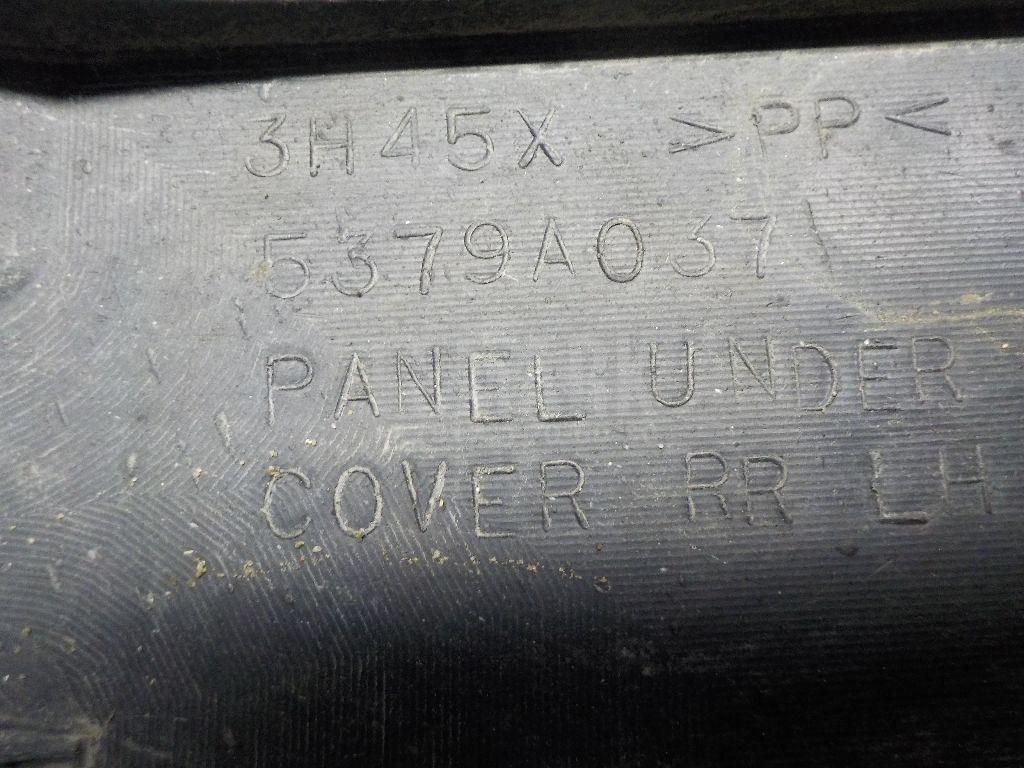 3H45X >PP<
5379A037
PANEL UNDER
COVER RR LH